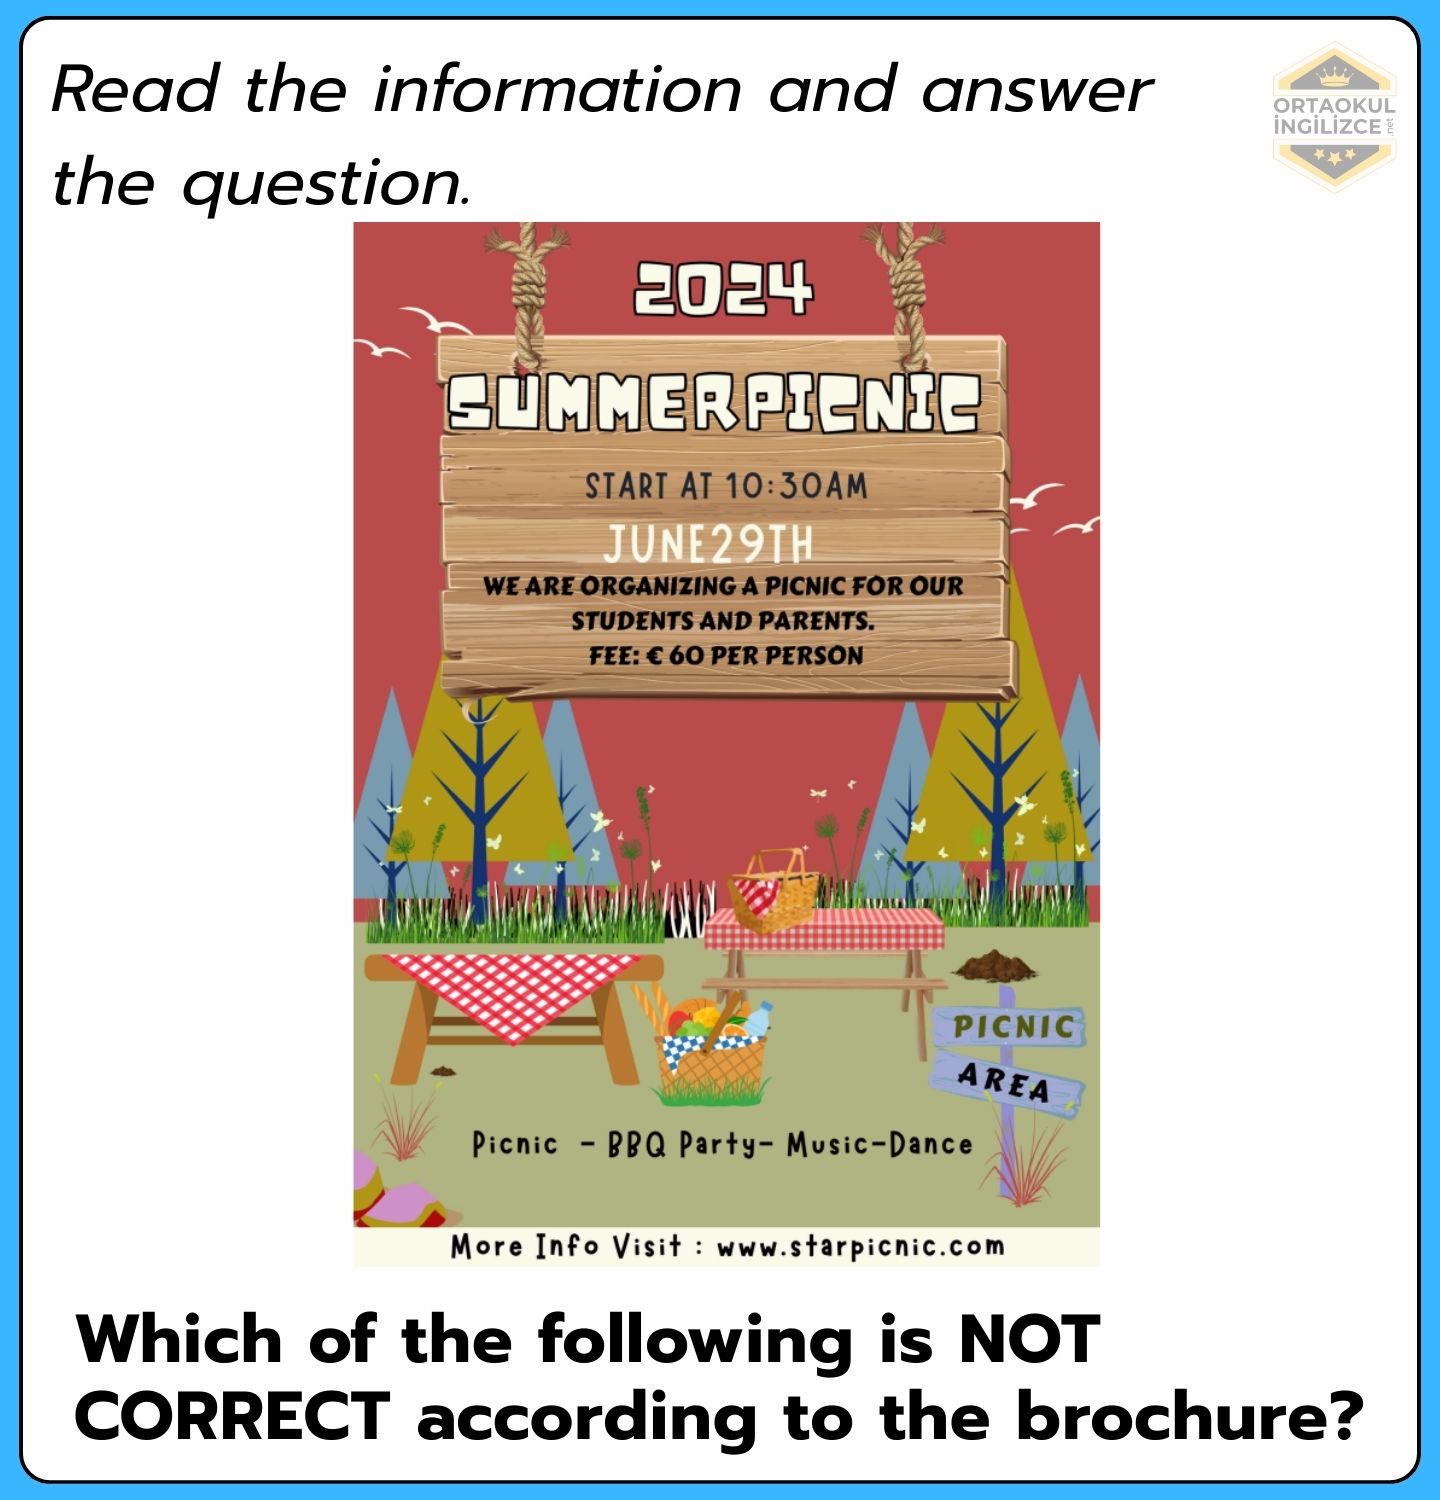 Read the information and answer
the question.
ORTAOKUL
İNGİLİZCE
.net
2024
SUMMERPICNIC
START AT 10:30AM
JUNE29TH
WE ARE ORGANIZING A PICNIC FOR OUR
STUDENTS AND PARENTS.
FEE: € 60 PER PERSON
PICNIC
AREA
Picnic - BBQ Party- Music-Dance
More Info Visit : www.starpicnic.com
Which of the following is NOT
CORRECT according to the brochure?